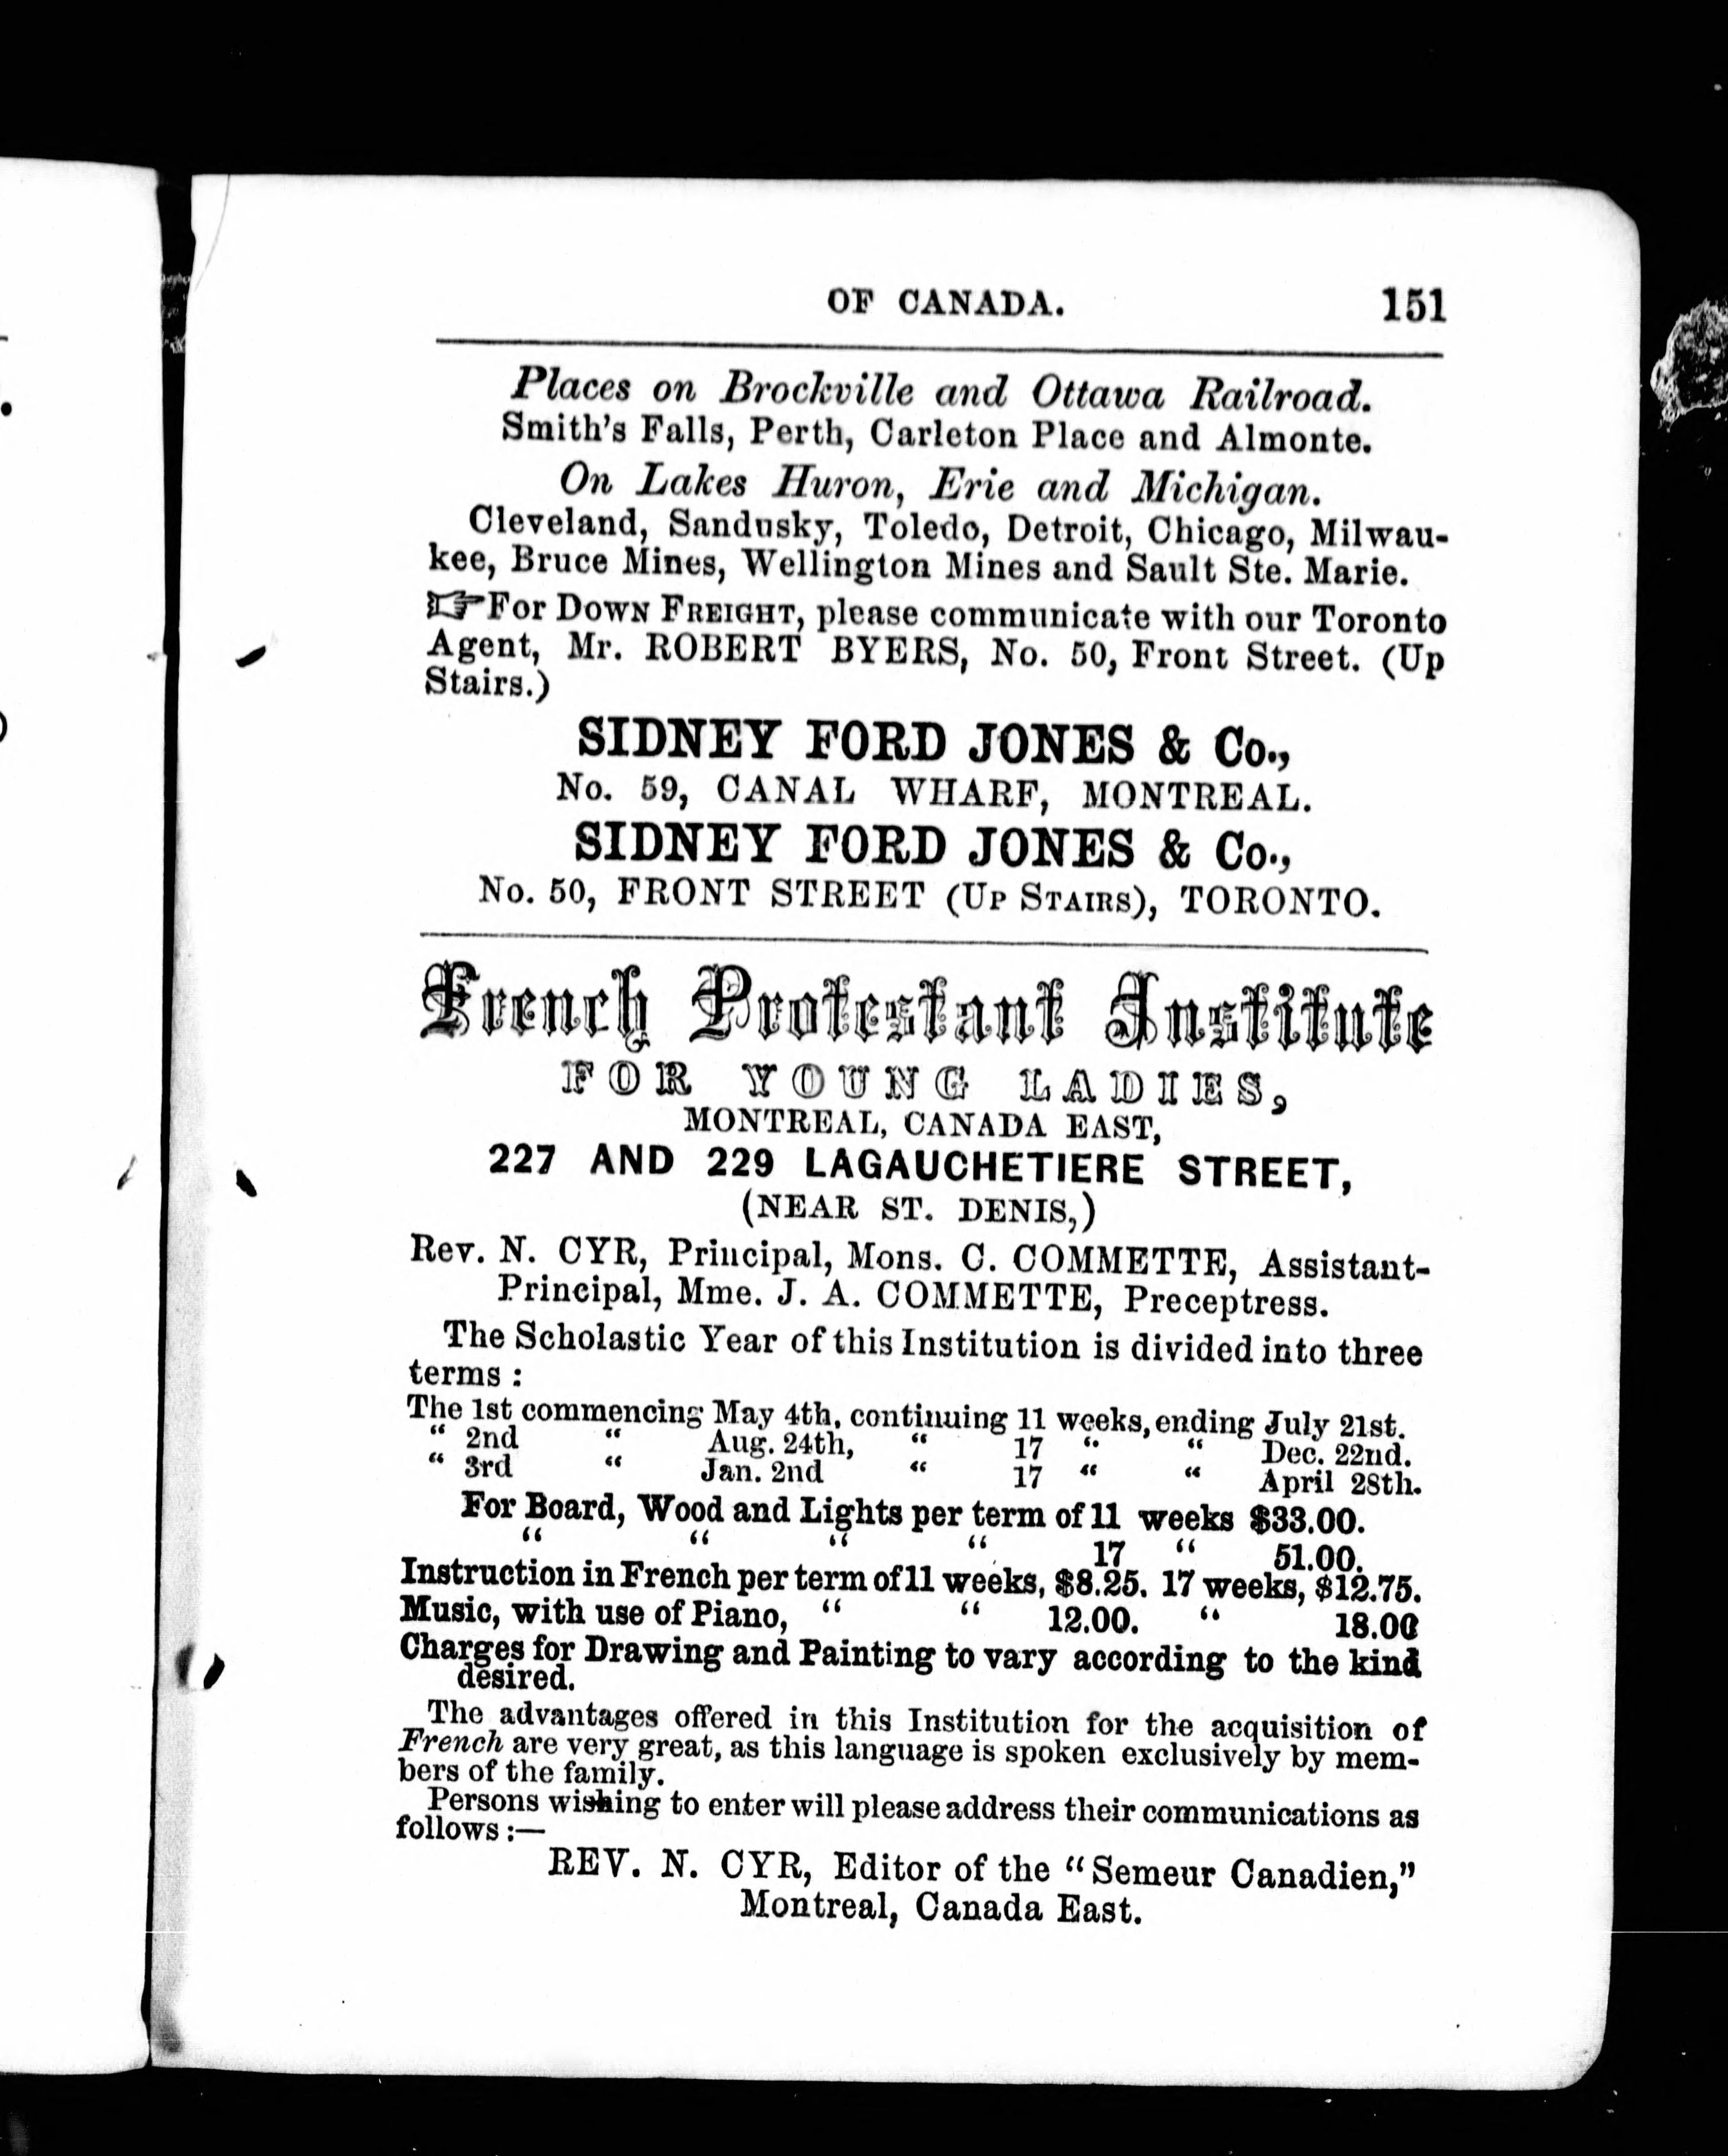 OF CANADA. 151
Places on Brockville and Ottawa Railroad.
Smith's Falls, Perth, Carleton Place and Almonte.
On Lakes Huron, Erie and Michigan.
Cleveland, Sandusky, Toledo, Detroit, Chicago, Milwau-
kee, Bruce Mines, Wellington Mines and Sault Ste. Marie.
☞For DOWN FREIGHT, please communicate with our Toronto
Agent, Mr. ROBERT BYERS, No. 50, Front Street. (Up
Stairs.)
SIDNEY FORD JONES & Co.,
No. 59, CANAL WHARF, MONTREAL.
SIDNEY FORD JONES & Co.,
No. 50, FRONT STREET (UP STAIRS), TORONTO.
French Protestant Institute
FOR YOUNG LADIES,
MONTREAL, CANADA EAST,
227 AND 229 LAGAUCHETIERE STREET,
(NEAR ST. DENIS,)
Rev. N. CYR, Principal, Mons. C. COMMETTE, Assistant-
Principal, Mme. J. A. COMMETTE, Preceptress.
The Scholastic Year of this Institution is divided into three
terms :
The 1st commencing May 4th, continuing 11 weeks, ending July 21st.
" 2nd " Aug. 24th, " 17 " " Dec. 22nd.
" 3rd " Jan. 2nd " 17 " " April 28th.
For Board, Wood and Lights per term of 11 weeks $33.00.
" " " " 17 " 51.00.
Instruction in French per term of 11 weeks, $8.25. 17 weeks, $12.75.
Music, with use of Piano, " " 12.00. " 18.00
Charges for Drawing and Painting to vary according to the kind
desired.
The advantages offered in this Institution for the acquisition of
French are very great, as this language is spoken exclusively by mem-
bers of the family.
Persons wishing to enter will please address their communications as
follows :—
REV. N. CYR, Editor of the "Semeur Canadien,"
Montreal, Canada East.